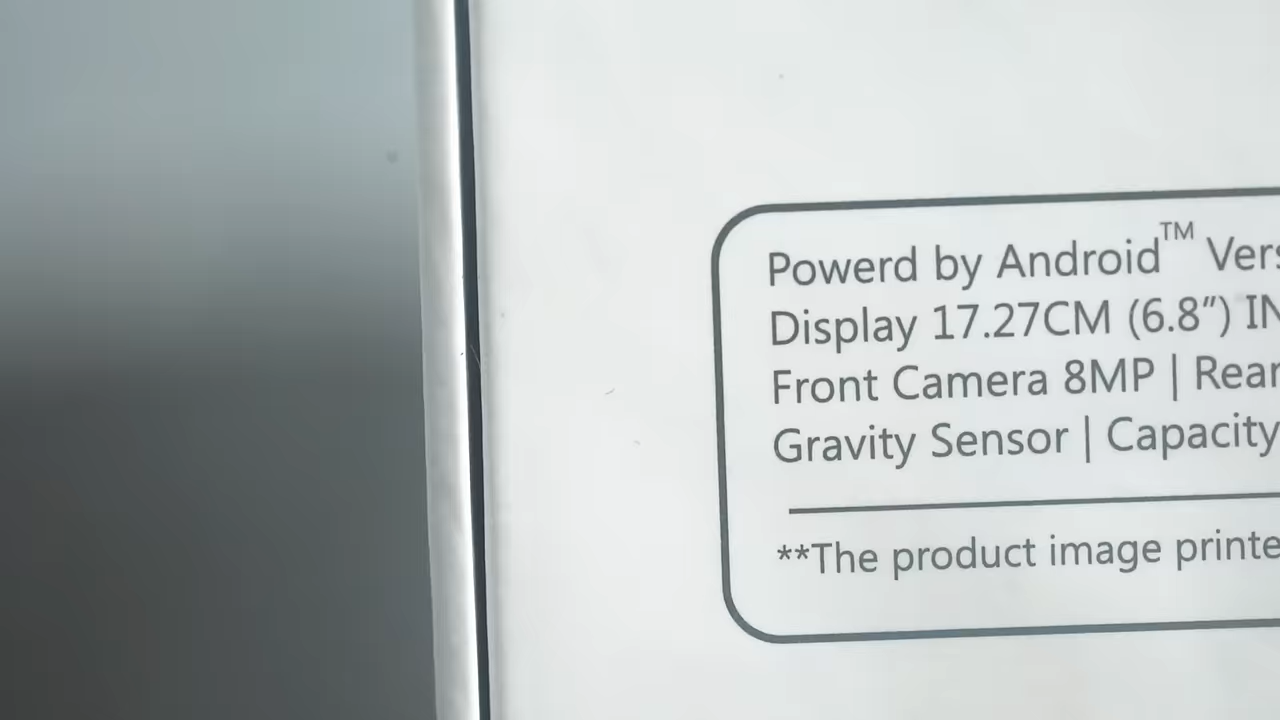 Powerd by Android™ Vers
Display 17.27CM (6.8”) IN
Front Camera 8MP | Rear
Gravity Sensor | Capacity
**The product image printe